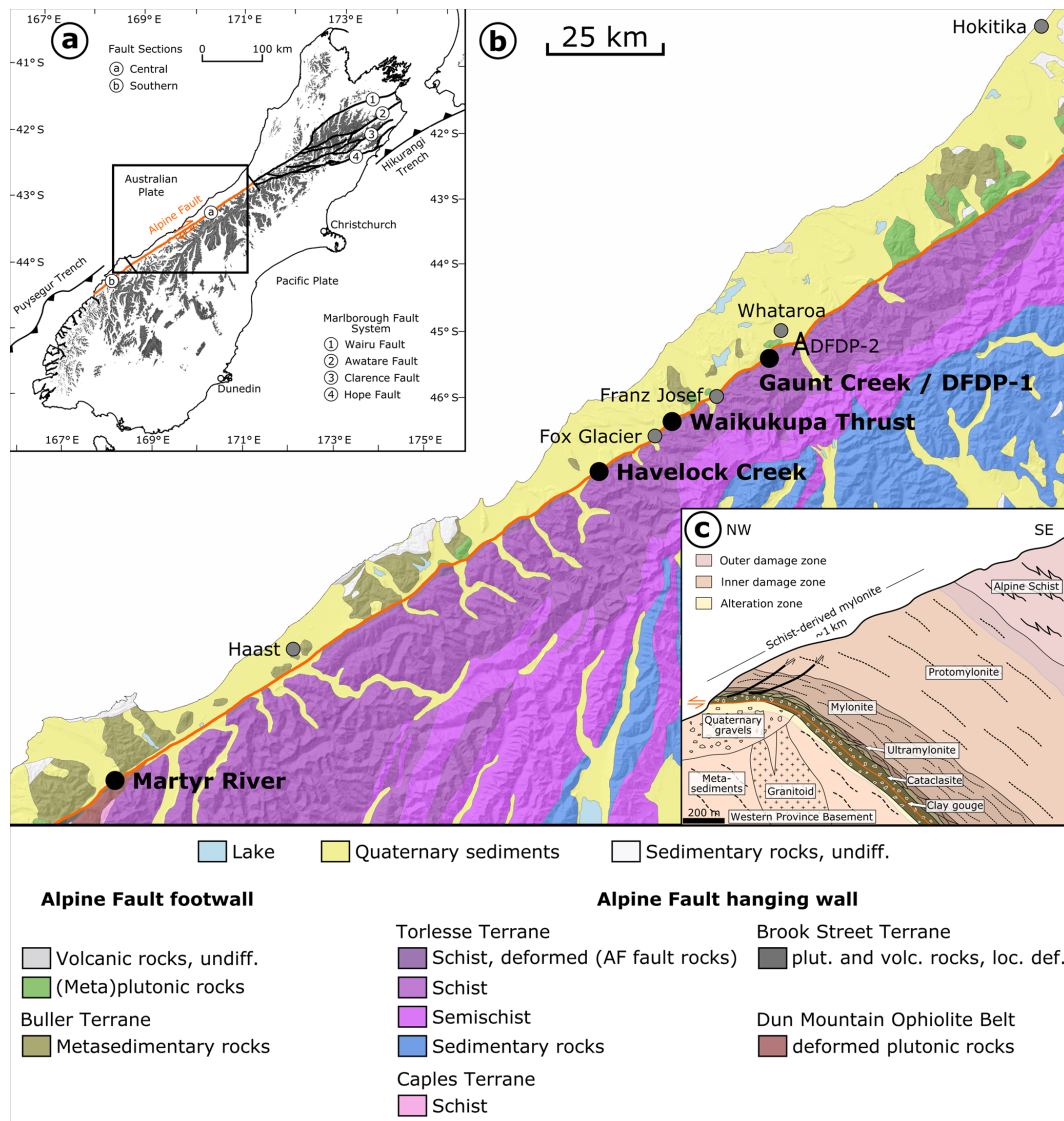 167°E
169°E
171°E
173°E
a
Fault Sections
a Central
b Southern
0
100 km
41°S
42°S
43°S
44°S
45°S
46°S
42°S
43°S
44°S
45°S
46°S
1
2
3
4
Hikurangi
Trench
Australian
Plate
Alpine Fault
a
b
Christchurch
Puysegur Trench
Pacific Plate
Marlborough Fault
System
1 Wairu Fault
2 Awatare Fault
3 Clarence Fault
4 Hope Fault
Dunedin
167°E
169°E
171°E
173°E
175°E
b
25 km
Hokitika
Whataroa
DFDP-2
Gaunt Creek / DFDP-1
Franz Josef
Waikukupa Thrust
Fox Glacier
Havelock Creek
Haast
Martyr River
c
NW
SE
Outer damage zone
Inner damage zone
Alteration zone
Schist-derived mylonite
~1 km
Alpine Schist
Protomylonite
Mylonite
Quaternary
gravels
Ultramylonite
Meta-
sediments
Cataclasite
Granitoid
Clay gouge
200 m
Western Province Basement
Lake
Quaternary sediments
Sedimentary rocks, undiff.
Alpine Fault footwall
Volcanic rocks, undiff.
(Meta)plutonic rocks
Buller Terrane
Metasedimentary rocks
Alpine Fault hanging wall
Torlesse Terrane
Schist, deformed (AF fault rocks)
Schist
Semischist
Sedimentary rocks
Caples Terrane
Schist
Brook Street Terrane
plut. and volc. rocks, loc. def.
Dun Mountain Ophiolite Belt
deformed plutonic rocks